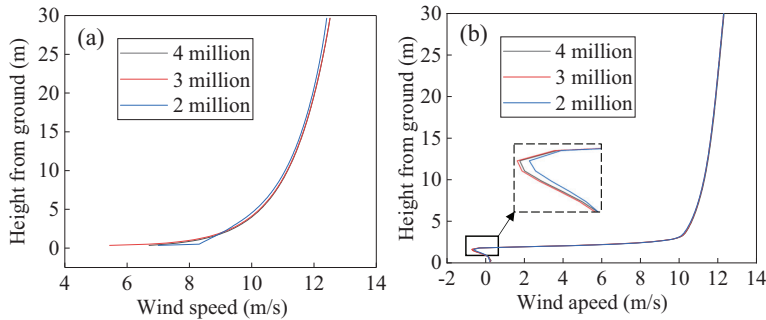 (a)
4 million
3 million
2 million
30
25
20
15
10
5
0
Height from ground (m)
4 6 8 10 12 14
Wind speed (m/s)
(b)
4 million
3 million
2 million
30
25
20
15
10
5
0
Height from ground (m)
-2 0 2 4 6 8 10 12 14
Wind apeed (m/s)